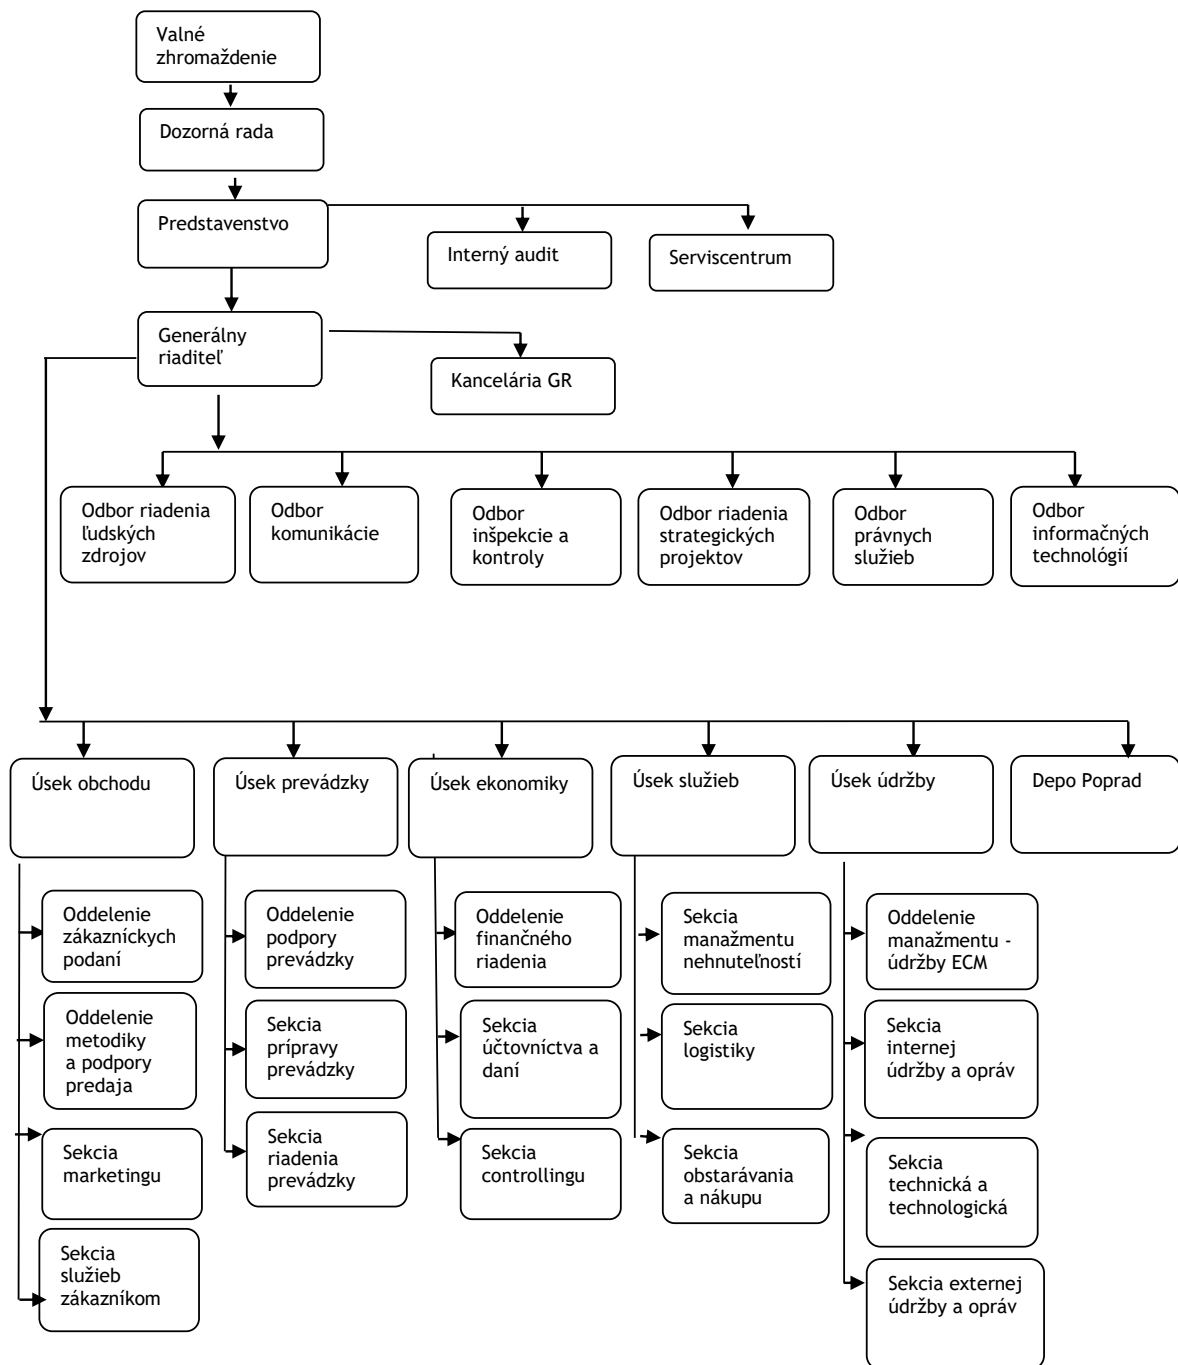 Valné
zhromaždenie
Dozorná rada
Predstavenstvo
Interný audit
Serviscentrum
Generálny
riaditeľ
Kancelária GR
Odbor riadenia
ľudských
zdrojov
Odbor
komunikácie
Odbor
inšpekcie a
kontroly
Odbor riadenia
strategických
projektov
Odbor
právnych
služieb
Odbor
informačných
technológií
Úsek obchodu
Úsek prevádzky
Úsek ekonomiky
Úsek služieb
Úsek údržby
Depo Poprad
Oddelenie
zákazníckych
podaní
Oddelenie
metodiky
a podpory
predaja
Sekcia
marketingu
Sekcia
služieb
zákazníkom
Oddelenie
podpory
prevádzky
Sekcia
prípravy
prevádzky
Sekcia
riadenia
prevádzky
Oddelenie
finančného
riadenia
Sekcia
účtovníctva a
daní
Sekcia
controllingu
Sekcia
manažmentu
nehnuteľností
Sekcia
logistiky
Sekcia
obstarávania
a nákupu
Oddelenie
manažmentu -
údržby ECM
Sekcia
internej
údržby a opráv
Sekcia
technická a
technologická
Sekcia externej
údržby a opráv